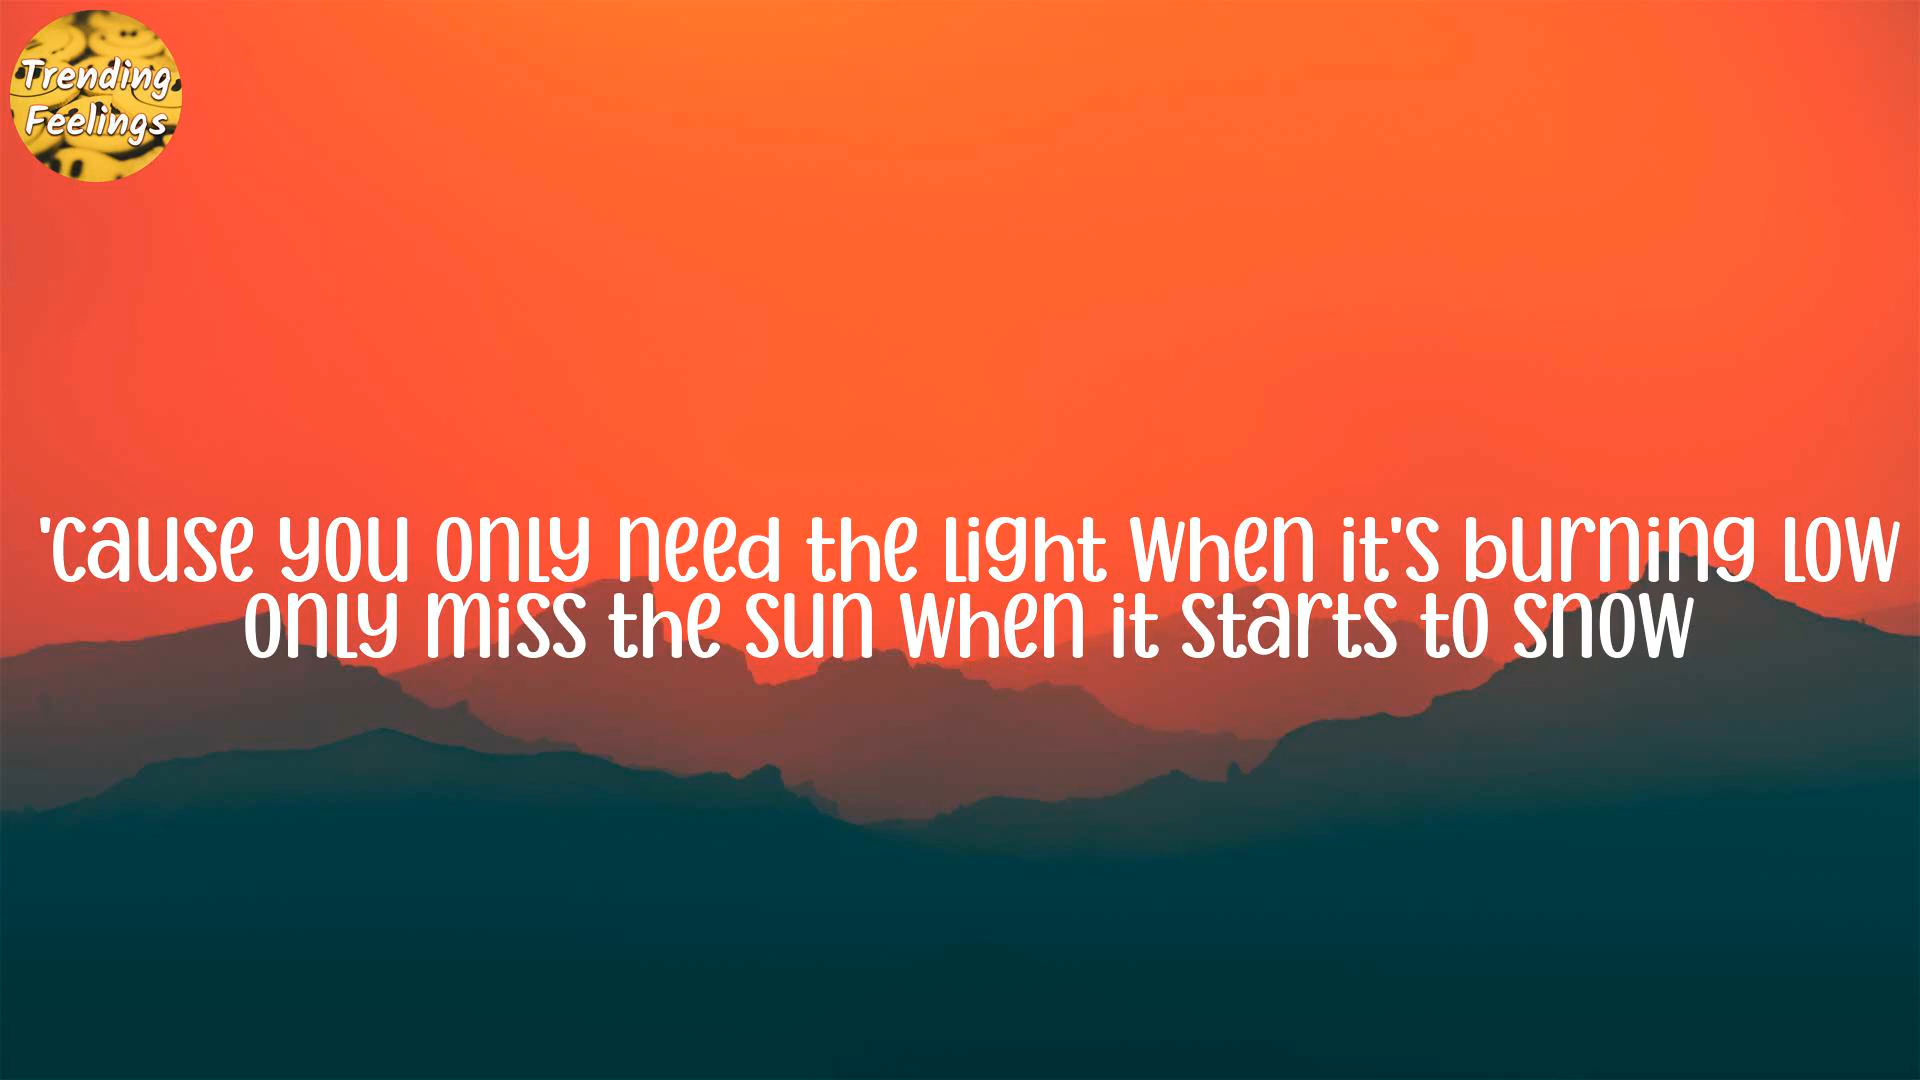 Trending
Feelings
'cause you only need the light when it's burning low
only miss the sun when it starts to snow